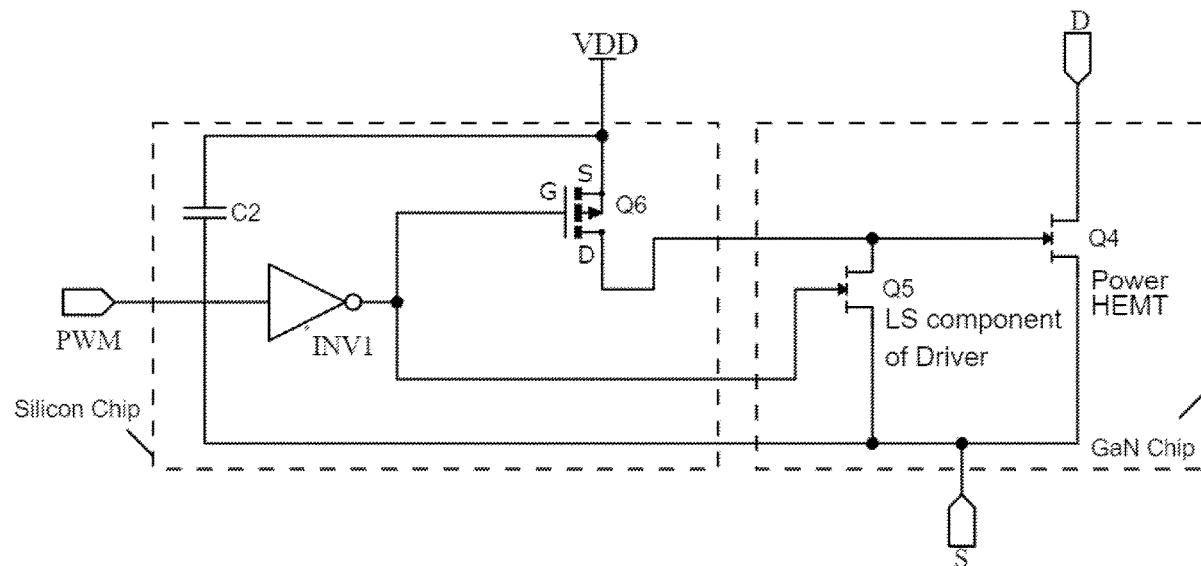 D
VDD
S
G
Q6
C2
D
Q4
Q5
Power
HEMT
LS component
of Driver
PWM
INV1
Silicon Chip
GaN Chip
S